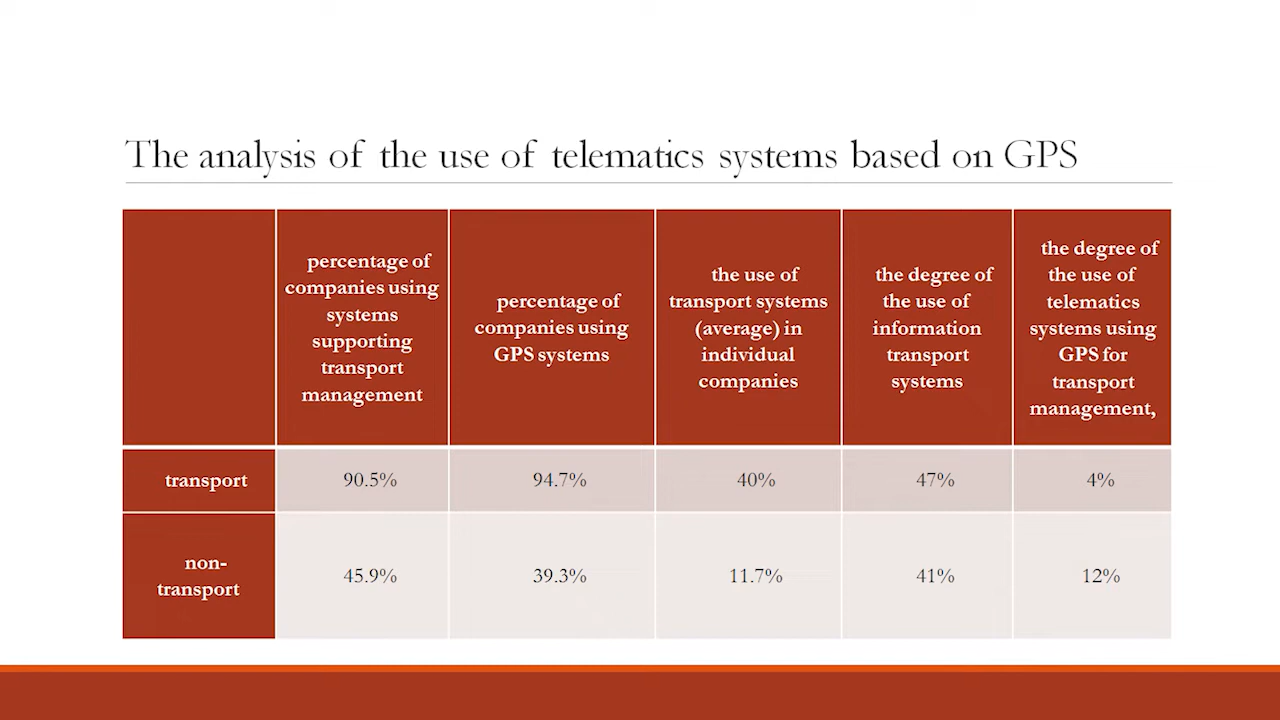 The analysis of the use of telematics systems based on GPS
percentage of
companies using
systems
supporting
transport
management
percentage of
companies using
GPS systems
the use of
transport systems
(average) in
individual
companies
the degree of
the use of
information
transport
systems
the degree of
the use of
telematics
systems using
GPS for
transport
management,
transport
90.5%
94.7%
40%
47%
4%
non-
transport
45.9%
39.3%
11.7%
41%
12%